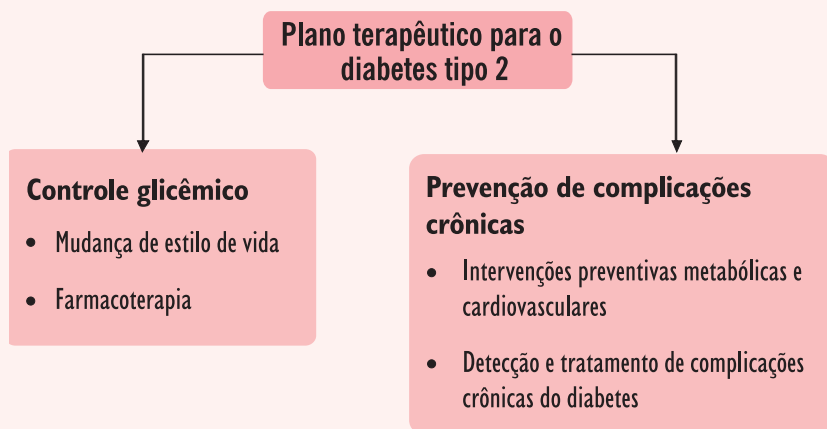 Plano terapêutico para o
diabetes tipo 2
Controle glicêmico
• Mudança de estilo de vida
• Farmacoterapia
Prevenção de complicações
crônicas
• Intervenções preventivas metabólicas e
cardiovasculares
• Detecção e tratamento de complicações
crônicas do diabetes